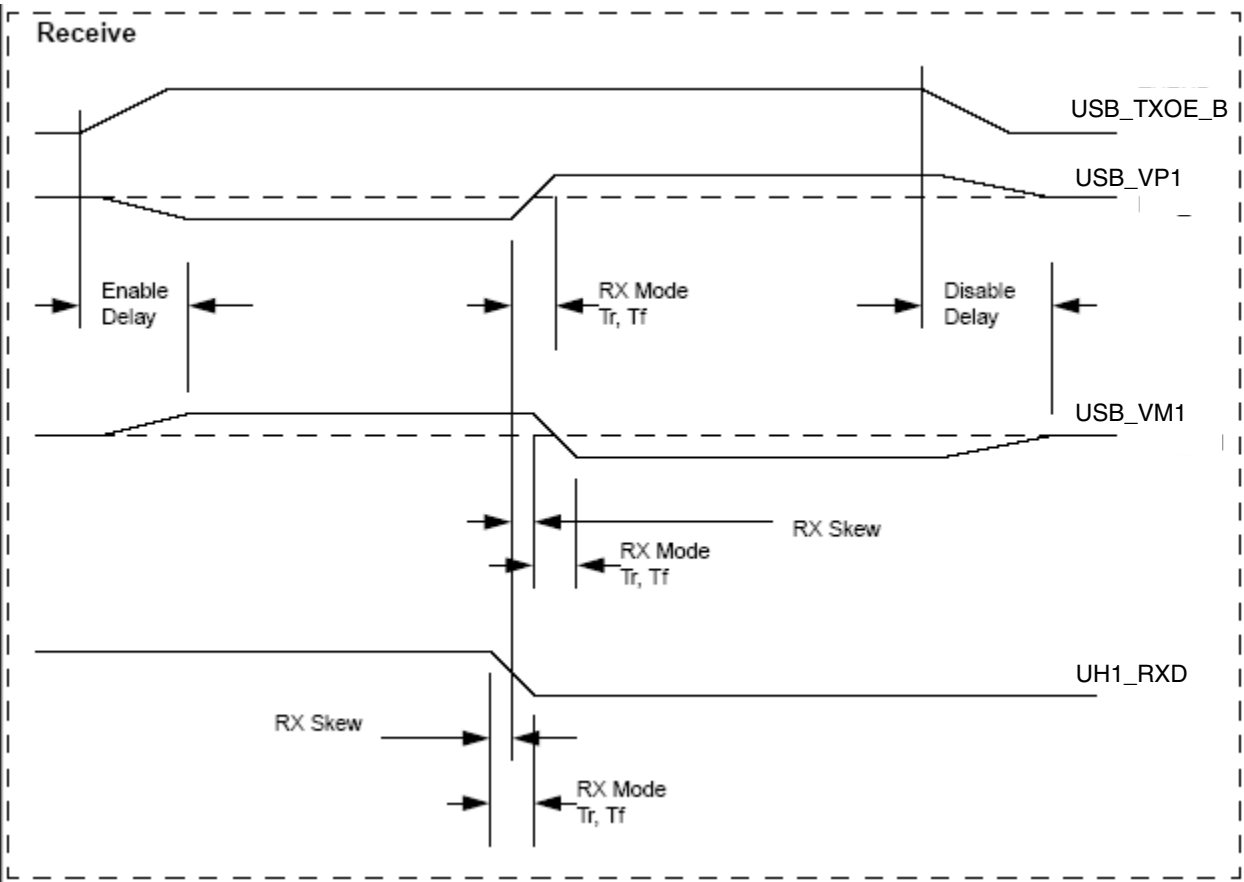 Receive
USB_TXOE_B
USB_VP1
Enable
Delay
RX Mode
Tr, Tf
Disable
Delay
USB_VM1
RX Skew
RX Mode
Tr, Tf
UH1_RXD
RX Skew
RX Mode
Tr, Tf